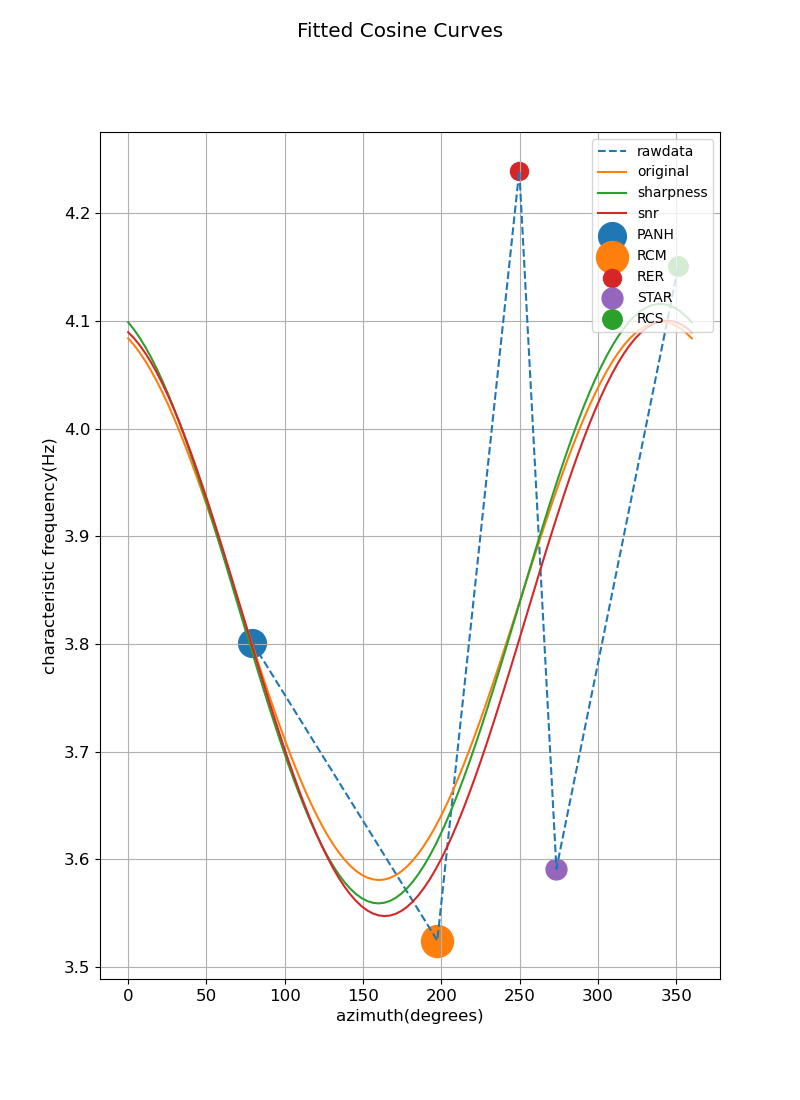 Fitted Cosine Curves
rawdata
original
sharpness
snr
PANH
RCM
RER
STAR
RCS
characteristic frequency(Hz)
4.2
4.1
4.0
3.9
3.8
3.7
3.6
3.5
0 50 100 150 200 250 300 350
azimuth(degrees)